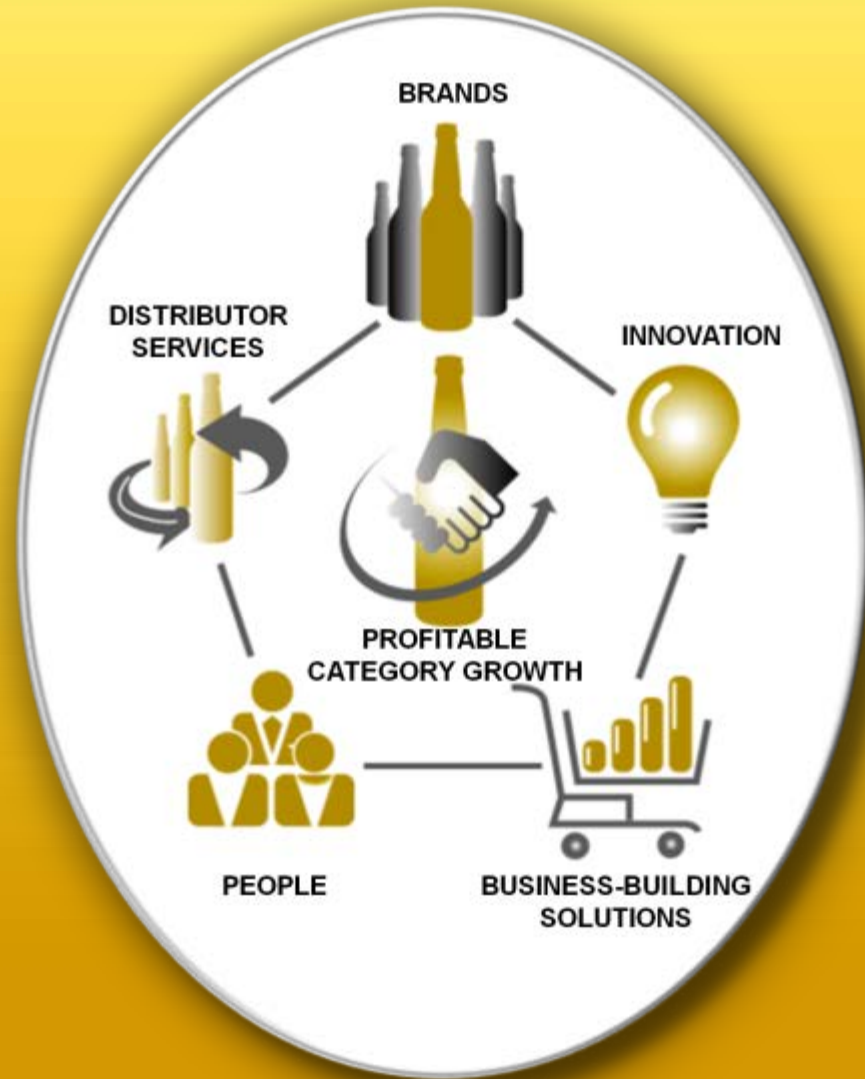 BRANDS
DISTRIBUTOR
SERVICES
INNOVATION
PROFITABLE
CATEGORY GROWTH
PEOPLE
BUSINESS-BUILDING
SOLUTIONS